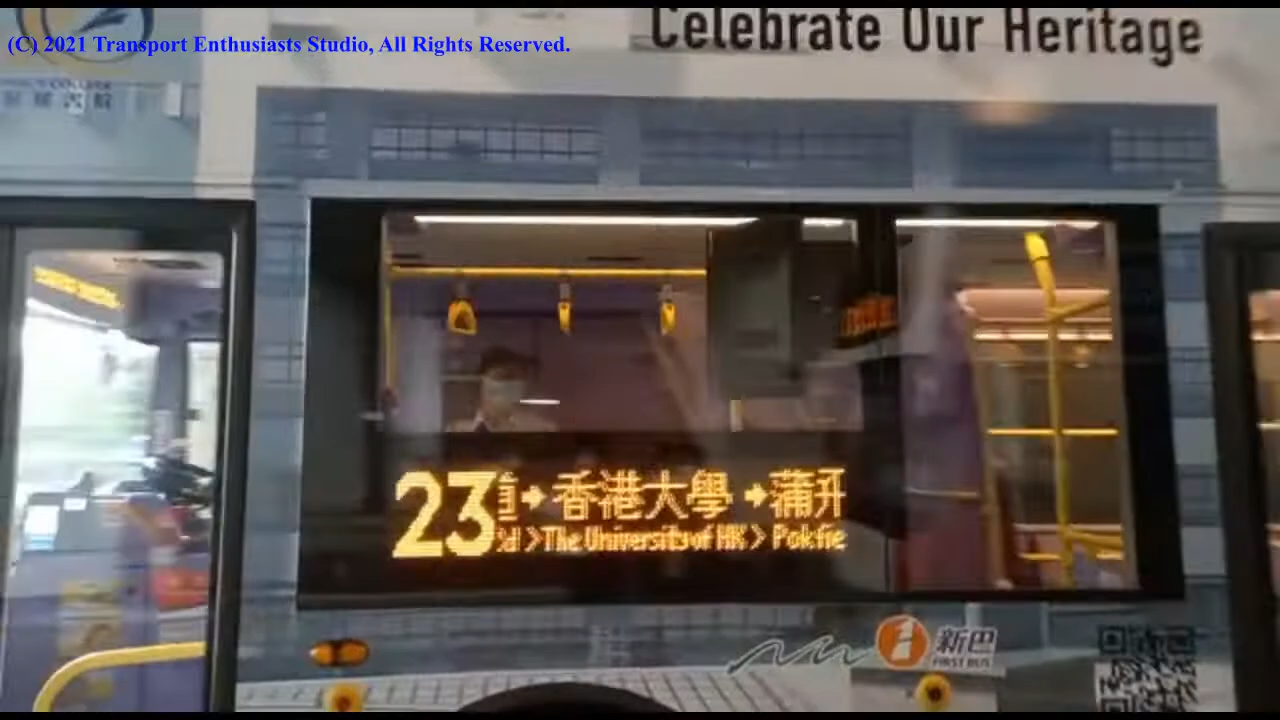 Celebrate Our Heritage
(C) 2021 Transport Enthusiasts Studio, All Rights Reserved.
23 道➔香港大學➔蒲飛
d >The University of HK > Pokfie
新巴
FIRST BUS